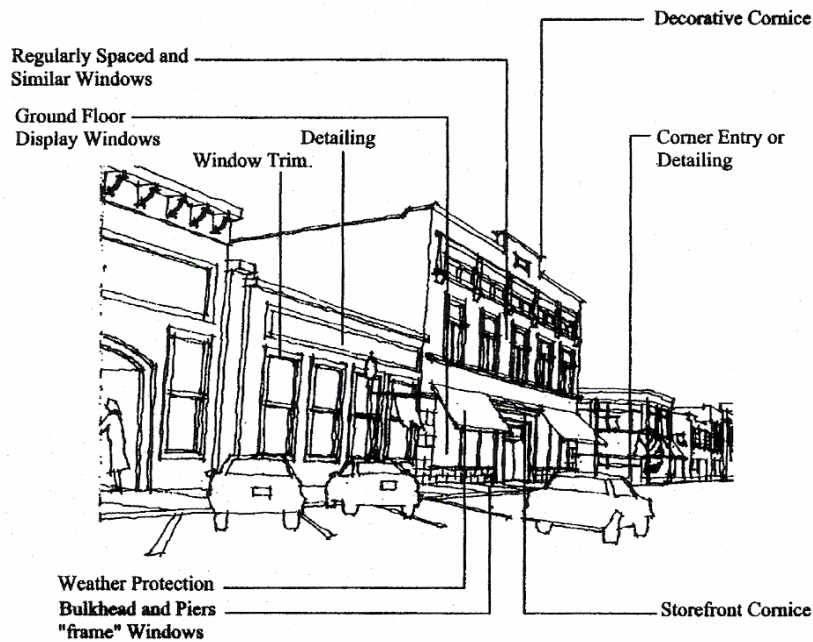 Decorative Cornice
Regularly Spaced and
Similar Windows
Ground Floor
Display Windows
Detailing
Window Trim.
Corner Entry or
Detailing
Weather Protection
Bulkhead and Piers
"frame" Windows
Storefront Cornice